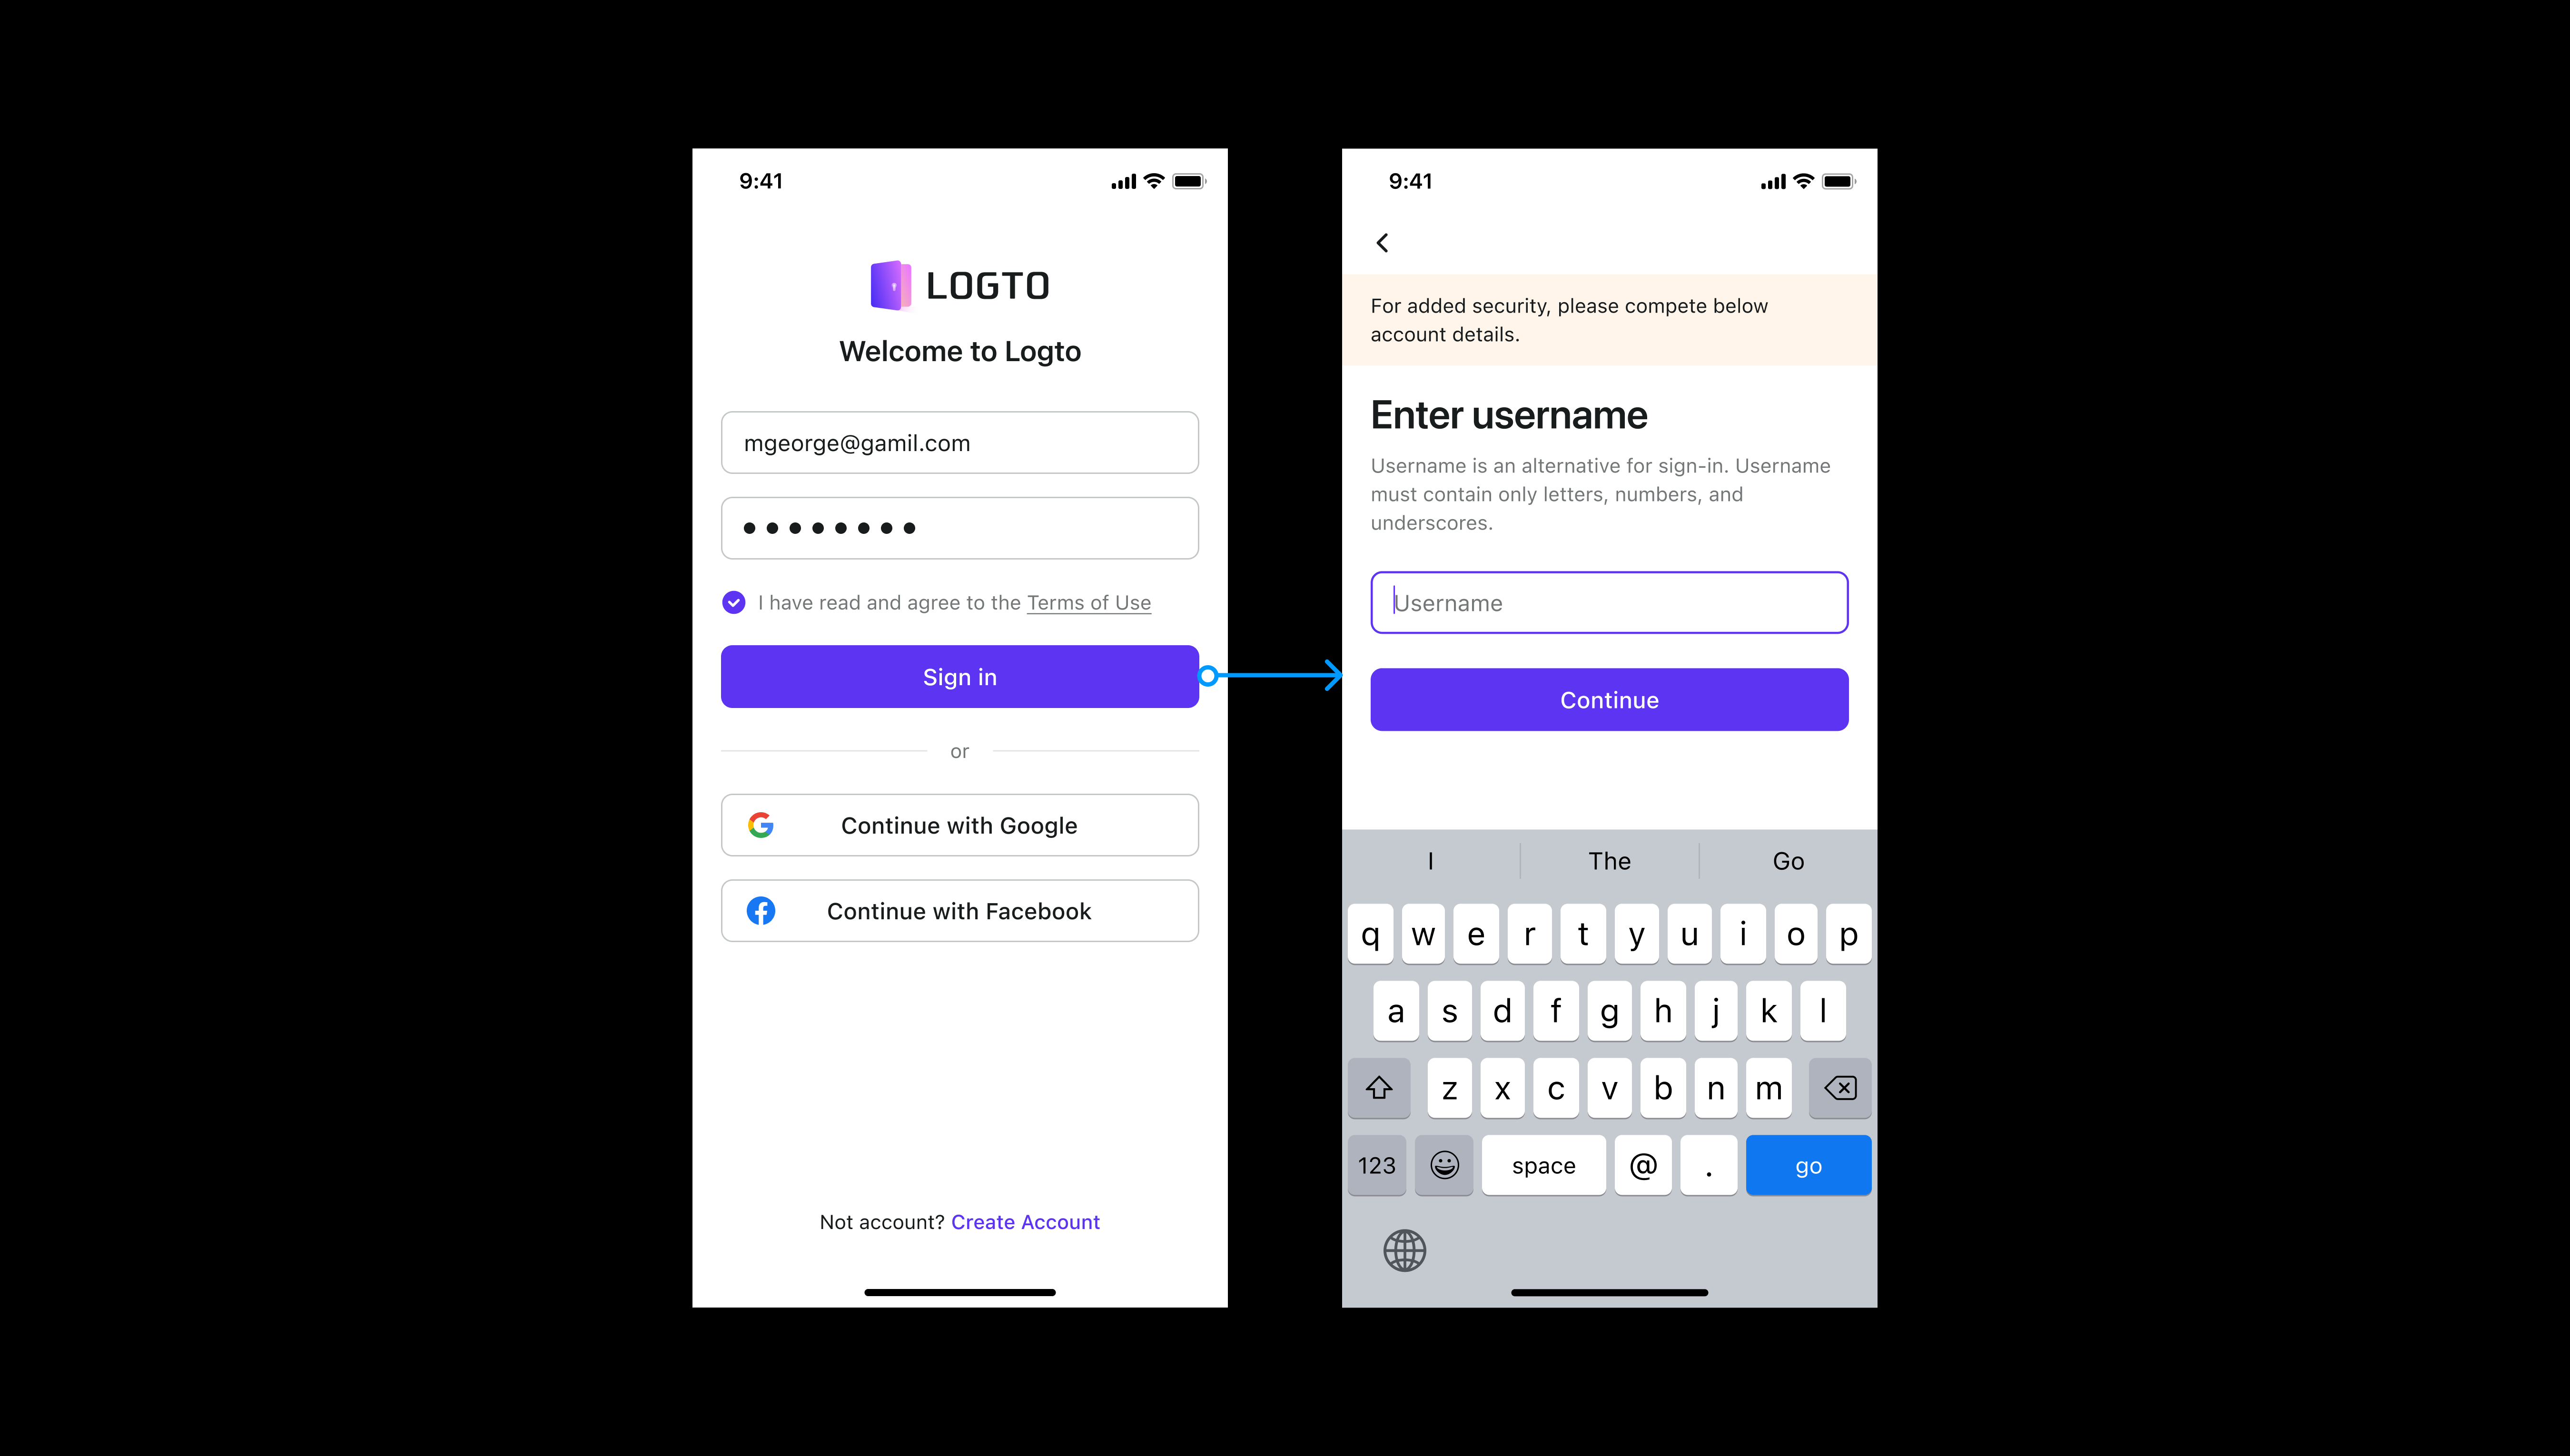 9:41
LOGTO
Welcome to Logto
mgeorge@gamil.com
I have read and agree to the Terms of Use
Sign in
or
Continue with Google
Continue with Facebook
Not account? Create Account
9:41
For added security, please compete below
account details.
Enter username
Username is an alternative for sign-in. Username
must contain only letters, numbers, and
underscores.
Username
Continue
I The Go
q w e r t y u i o p
a s d f g h j k l
z x c v b n m
123 space @ . go